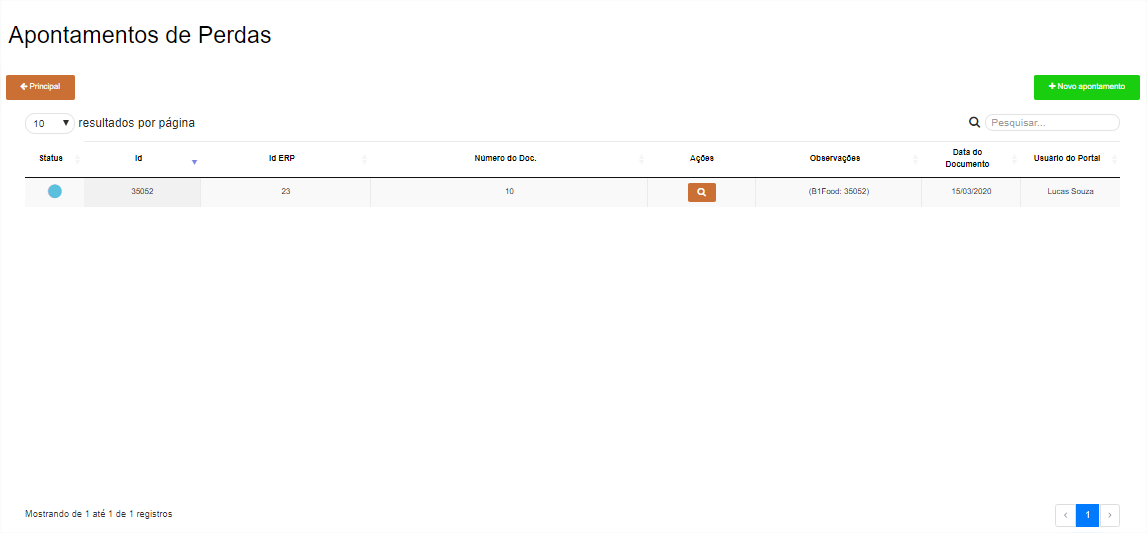 Apontamentos de Perdas
Principal
Novo apontamento
10 resultados por página
Pesquisar...
Status Id Id ERP Número do Doc. Ações Observações Data do Documento Usuário do Portal
35052 23 10 (B1Food: 35052) 15/03/2020 Lucas Souza
Mostrando de 1 até 1 de 1 registros
‹ 1 ›